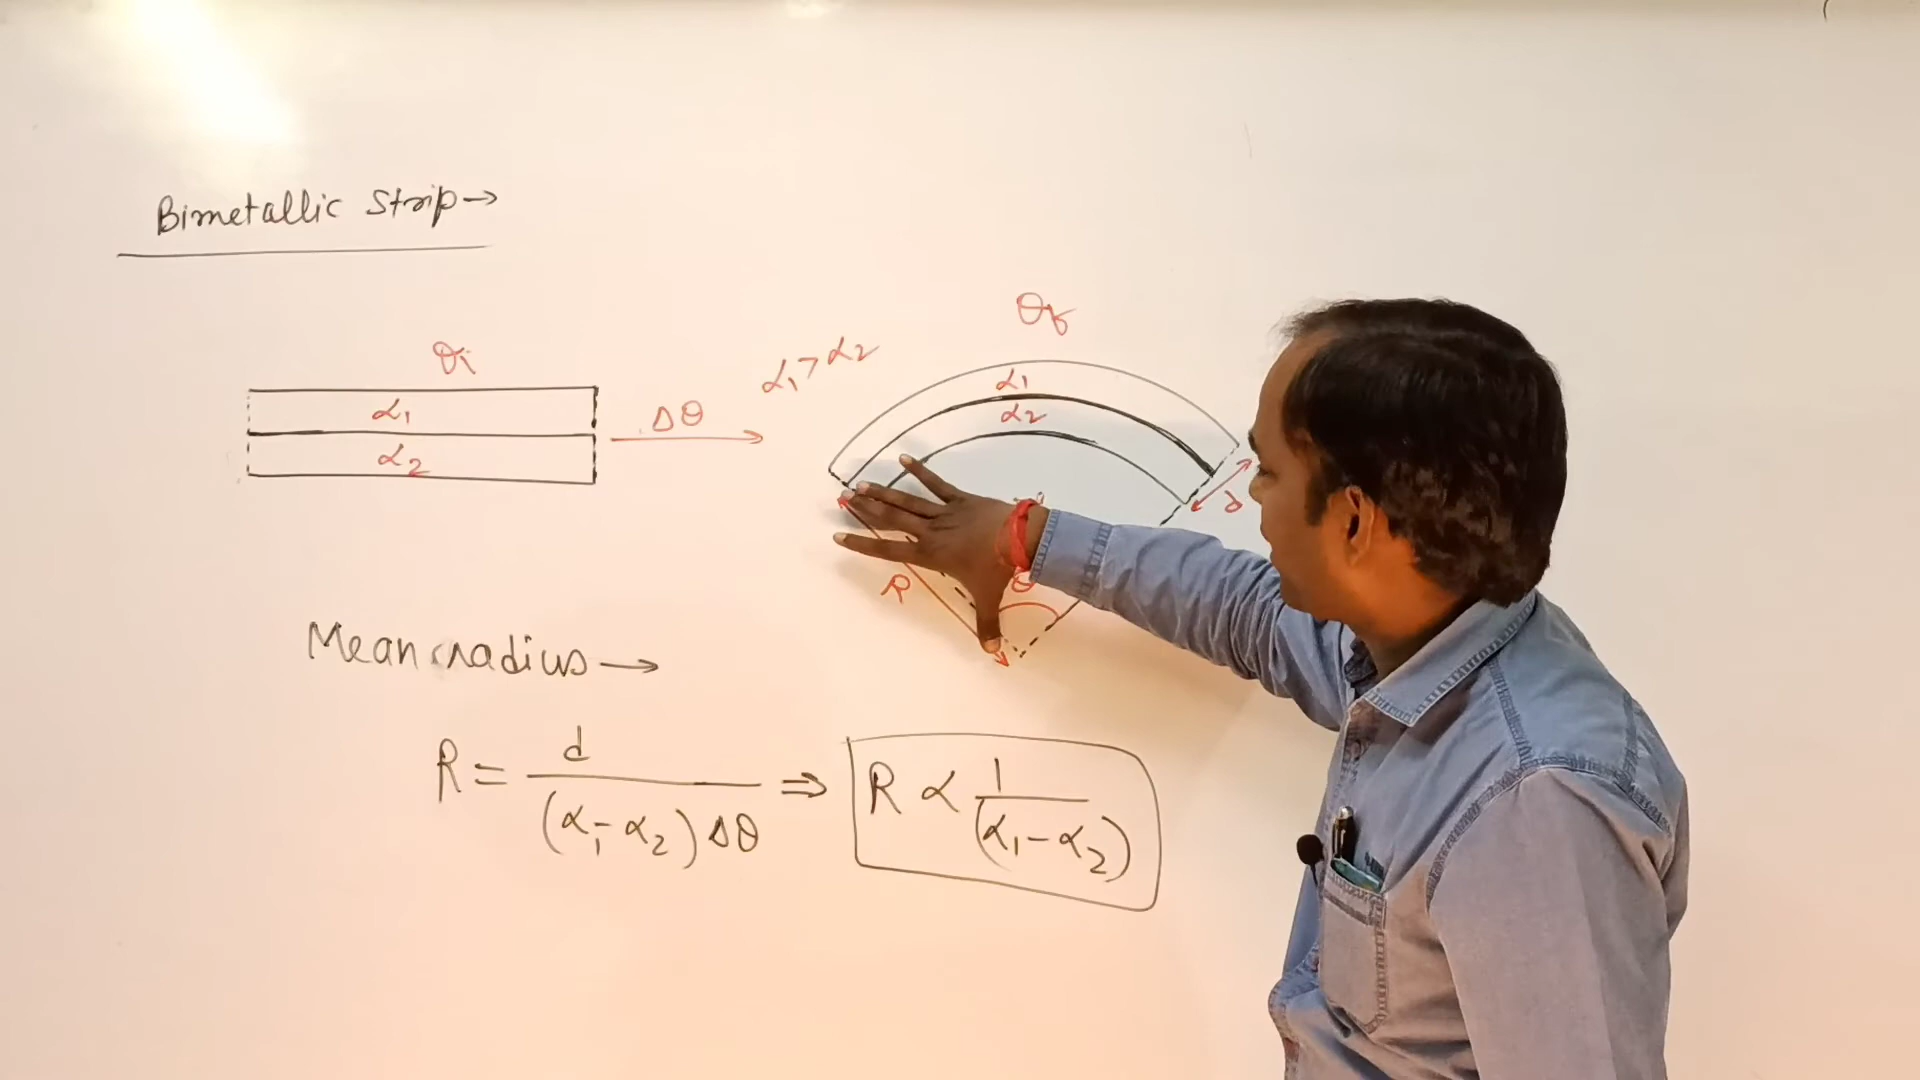 Bimetallic Strip→
θi
α1
α2
Δθ
α1 > α2
θf
α1
α2
d
R
θ
Mean radius →
R = d / (α1 - α2) Δθ ⇒ R ∝ 1 / (α1 - α2)